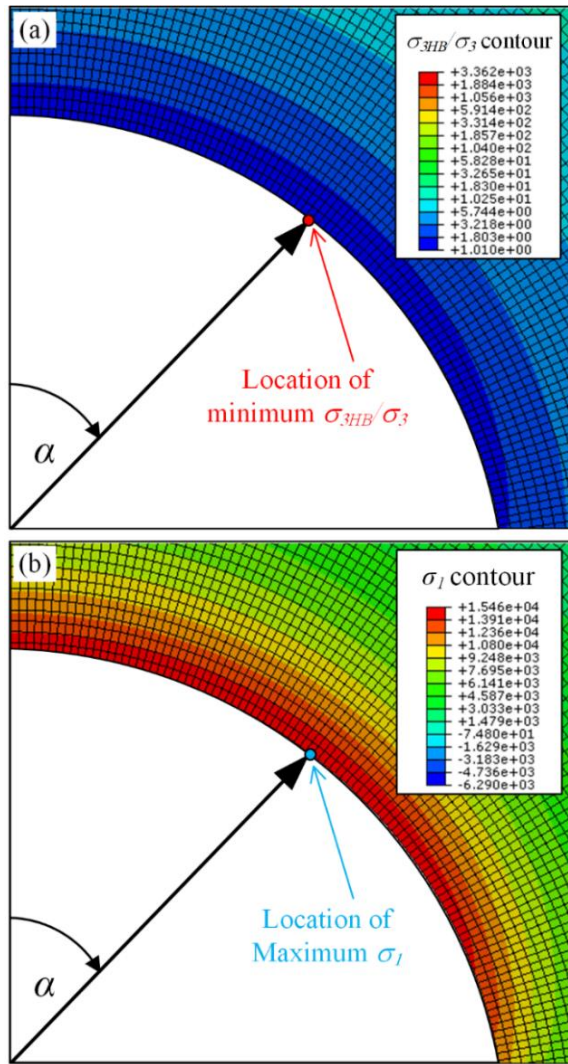 (a)
σ3HB/σ3 contour
+3.362e+03
+1.884e+03
+1.056e+03
+5.914e+02
+3.314e+02
+1.857e+02
+1.040e+02
+5.828e+01
+3.265e+01
+1.830e+01
+1.025e+01
+5.744e+00
+3.218e+00
+1.803e+00
+1.010e+00
Location of
minimum σ3HB/σ3
α
(b)
σ1 contour
+1.546e+04
+1.391e+04
+1.236e+04
+1.080e+04
+9.248e+03
+7.695e+03
+6.141e+03
+4.587e+03
+3.033e+03
+1.479e+03
-7.480e+01
-1.629e+03
-3.183e+03
-4.736e+03
-6.290e+03
Location of
Maximum σ1
α